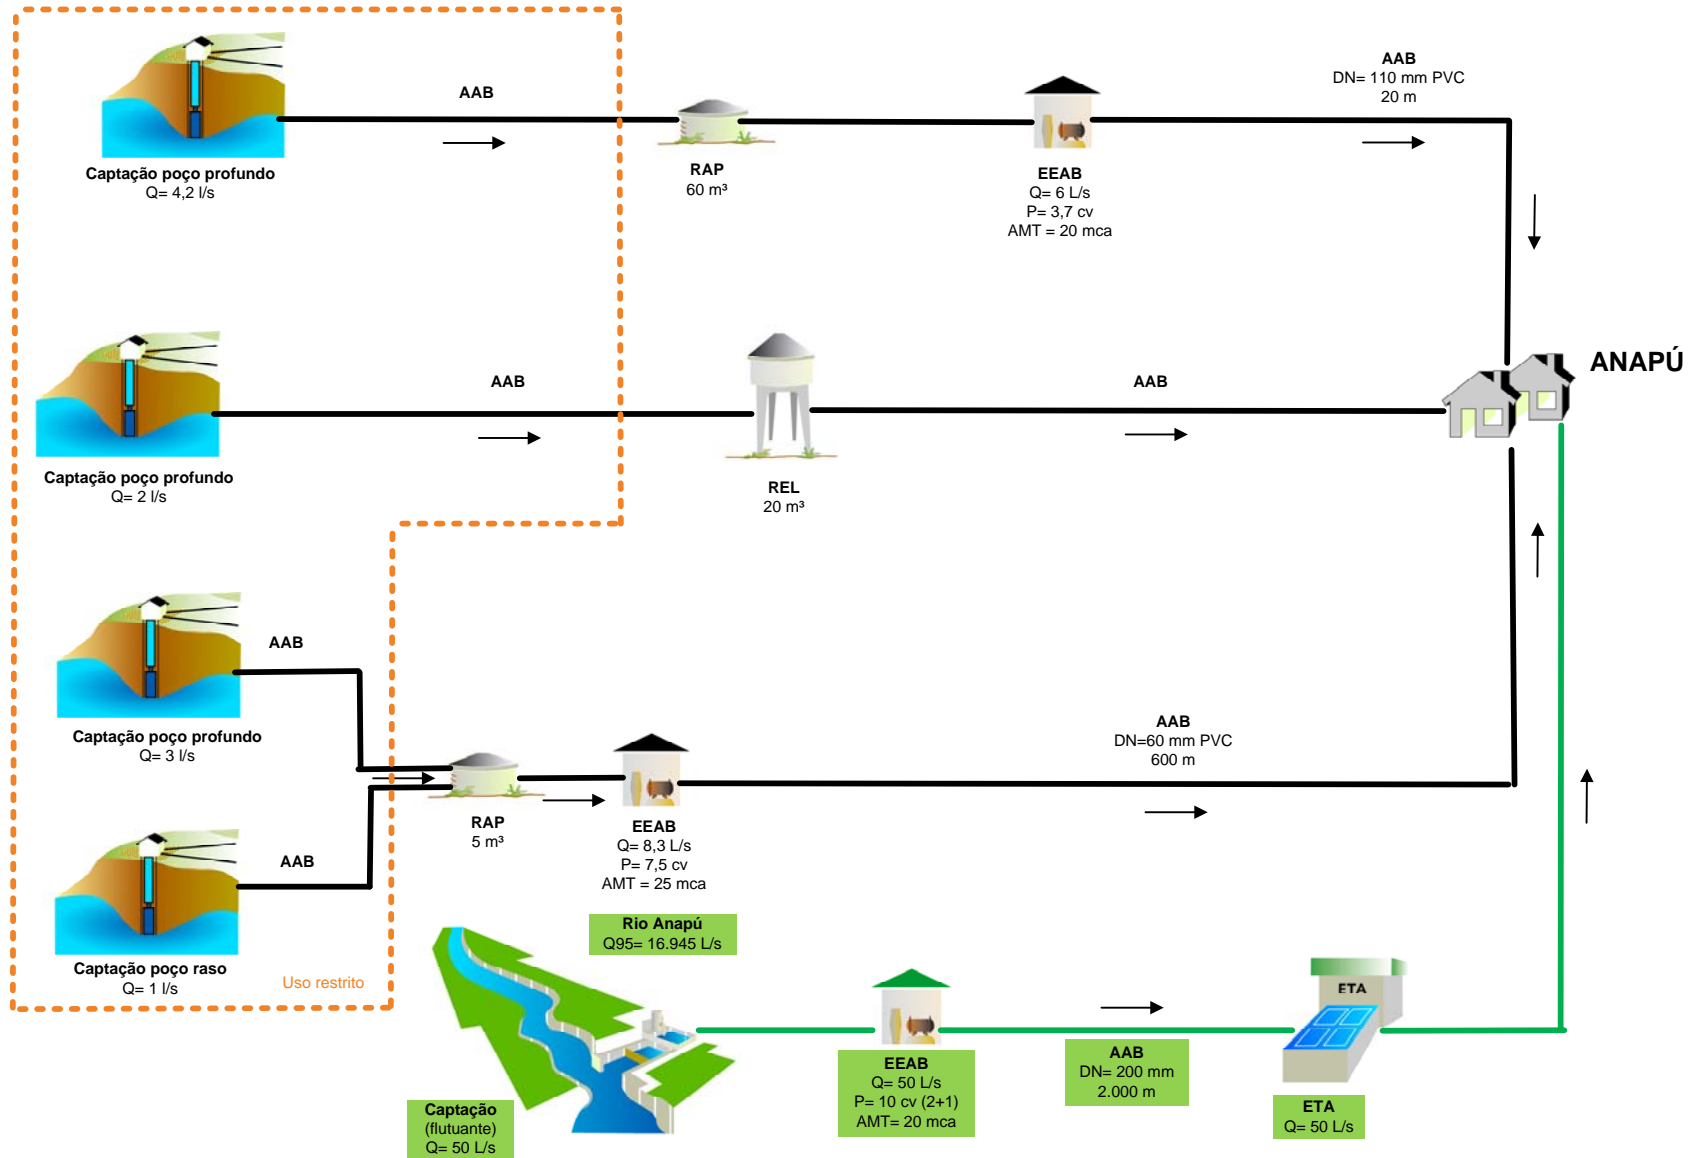 AAB
DN= 110 mm PVC
20 m
AAB
Captação poço profundo
Q= 4,2 l/s
RAP
60 m³
EEAB
Q= 6 L/s
P= 3,7 cv
AMT = 20 mca
ANAPÚ
AAB
AAB
Captação poço profundo
Q= 2 l/s
REL
20 m³
AAB
Captação poço profundo
Q= 3 l/s
AAB
DN=60 mm PVC
600 m
RAP
5 m³
EEAB
Q= 8,3 L/s
P= 7,5 cv
AMT = 25 mca
AAB
Captação poço raso
Q= 1 l/s
Uso restrito
Rio Anapú
Q95= 16.945 L/s
ETA
Captação
(flutuante)
Q= 50 L/s
EEAB
Q= 50 L/s
P= 10 cv (2+1)
AMT= 20 mca
AAB
DN= 200 mm
2.000 m
ETA
Q= 50 L/s